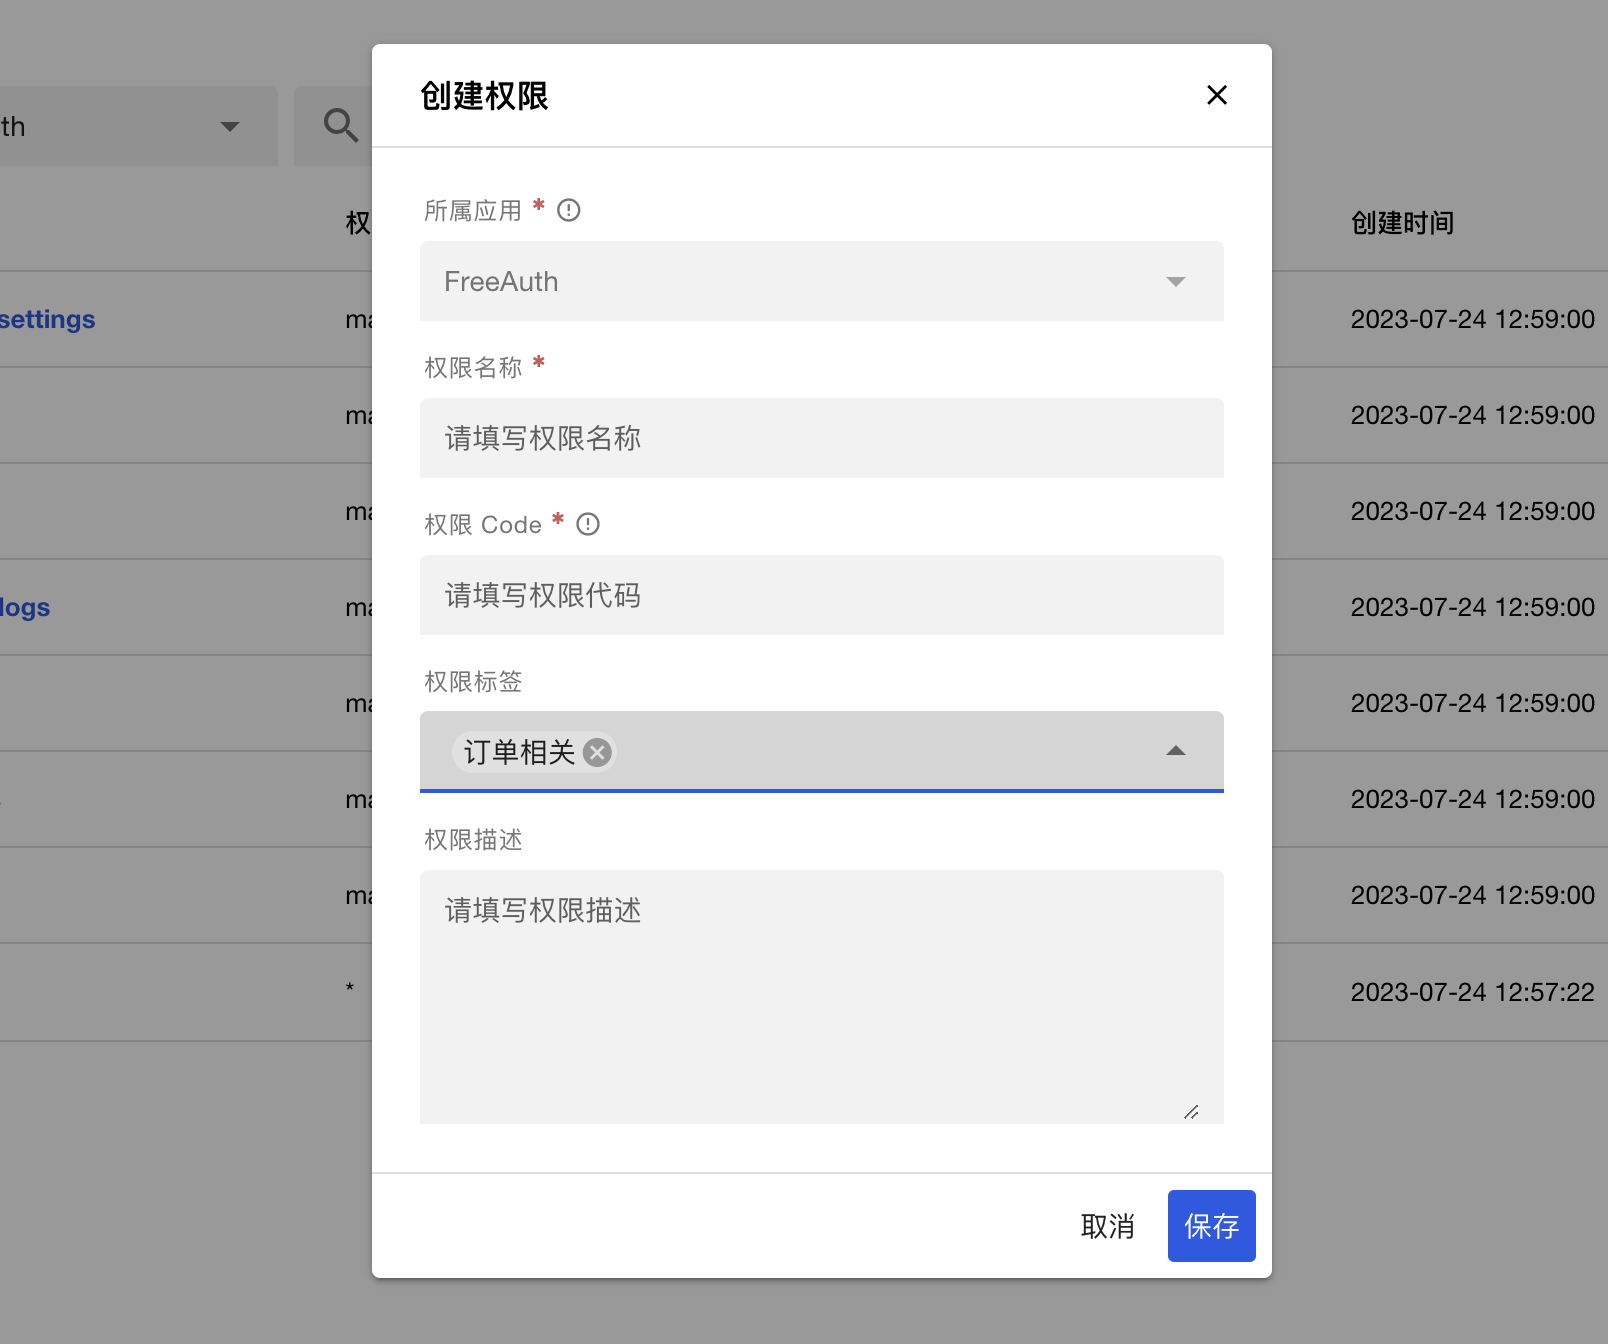 创建权限
th
所属应用 *
权
创建时间
FreeAuth
settings
ma
2023-07-24 12:59:00
权限名称 *
ma
请填写权限名称
2023-07-24 12:59:00
ma
权限 Code *
2023-07-24 12:59:00
请填写权限代码
logs
ma
2023-07-24 12:59:00
权限标签
ma
2023-07-24 12:59:00
订单相关
ma
2023-07-24 12:59:00
权限描述
ma
请填写权限描述
2023-07-24 12:59:00
*
2023-07-24 12:57:22
取消
保存